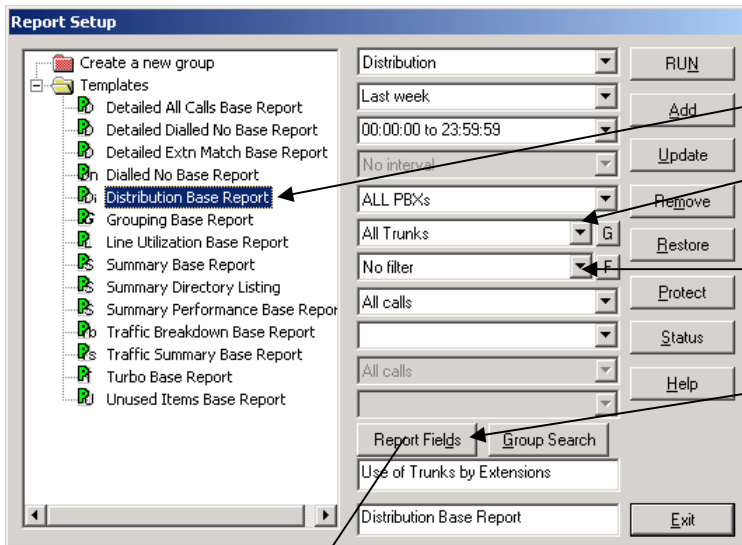 Report Setup
Create a new group
Templates
Detailed All Calls Base Report
Detailed Dialled No Base Report
Detailed Extn Match Base Report
Dialled No Base Report
Distribution Base Report
Grouping Base Report
Line Utilization Base Report
Summary Base Report
Summary Directory Listing
Summary Performance Base Repor
Traffic Breakdown Base Report
Traffic Summary Base Report
Turbo Base Report
Unused Items Base Report
Distribution
Last week
00:00:00 to 23:59:59
No interval
ALL PBXs
All Trunks
G
No filter
F
All calls
All calls
Report Fields
Group Search
Use of Trunks by Extensions
Distribution Base Report
RUN
Add
Update
Remove
Restore
Protect
Status
Help
Exit